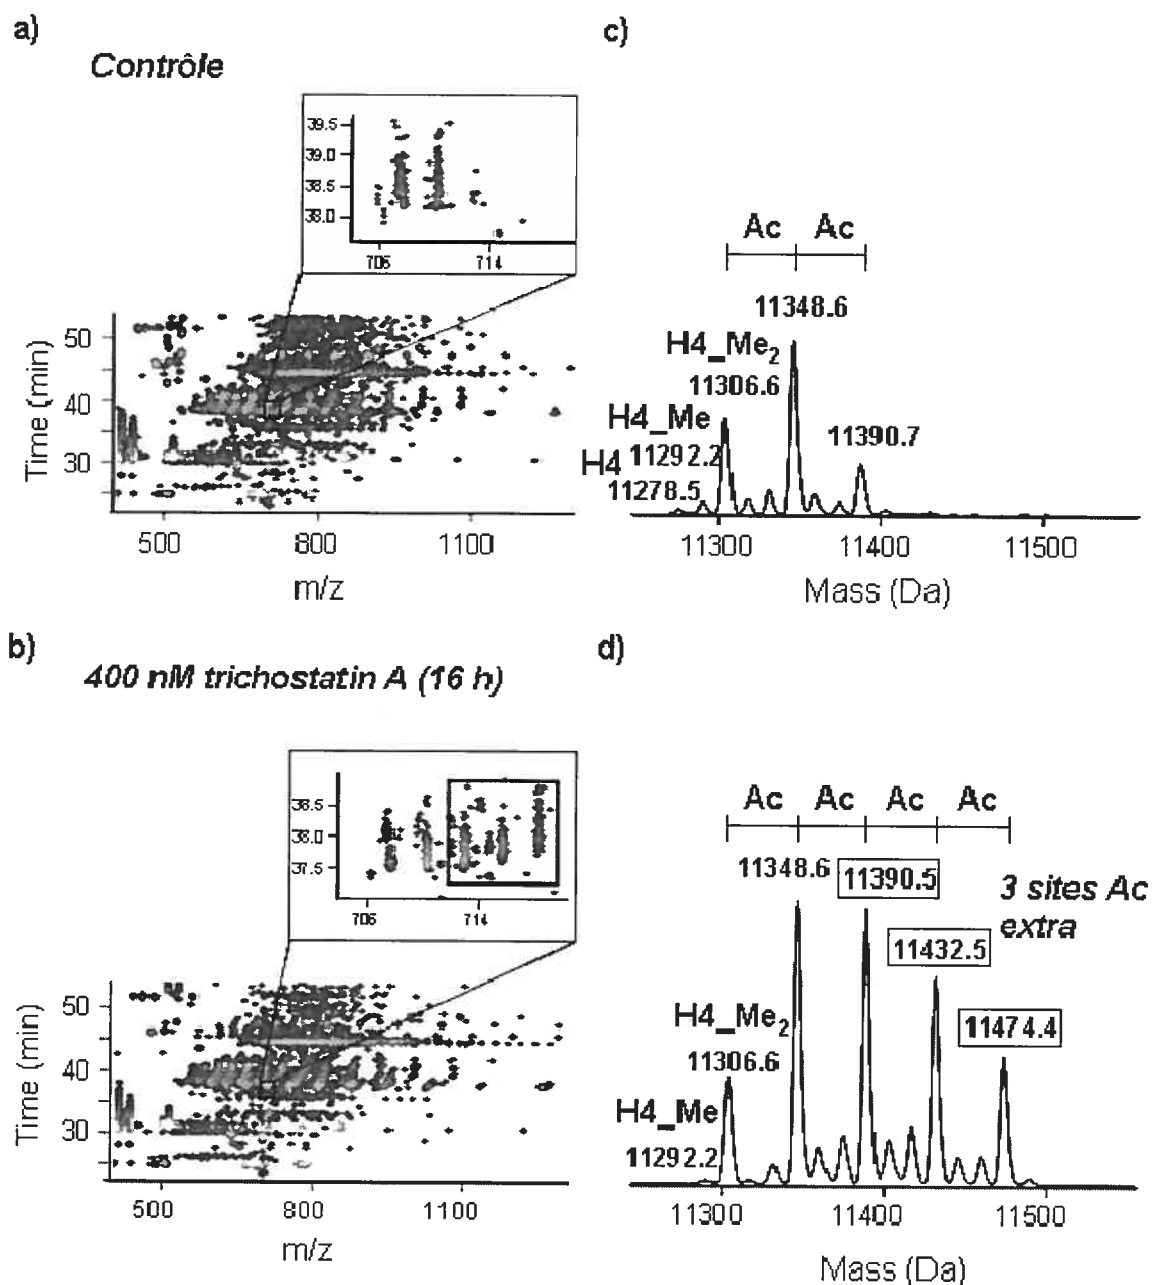 a)
Contrôle
39.5
39.0
38.5
38.0
706
714
50
40
30
Time (min)
500
800
1100
m/z
c)
Ac Ac
11348.6
H4_Me2
11306.6
H4_Me
11390.7
H4 11292.2
11278.5
11300
11400
11500
Mass (Da)
b)
400 nM trichostatin A (16 h)
38.5
38.0
37.5
706
714
50
40
30
Time (min)
500
800
1100
m/z
d)
Ac Ac Ac Ac
11348.6
11390.5
3 sites Ac
extra
11432.5
H4_Me2
11474.4
11306.6
H4_Me
11292.2
11300
11400
11500
Mass (Da)